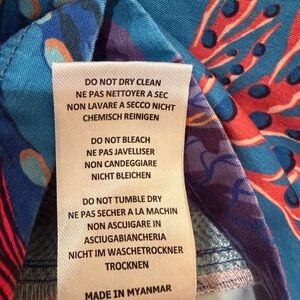 DO NOT DRY CLEAN
NE PAS NETTOYER A SEC
NON LAVARE A SECCO NICHT
CHEMISCH REINIGEN
DO NOT BLEACH
NE PAS JAVELLISER
NON CANDEGGIARE
NICHT BLEICHEN
DO NOT TUMBLE DRY
NE PAS SECHER A LA MACHIN
NON ASCUIGARE IN
ASCIUGABIANCHERIA
NICHT IM WASCHETROCKNER
TROCKNEN
MADE IN MYANMAR